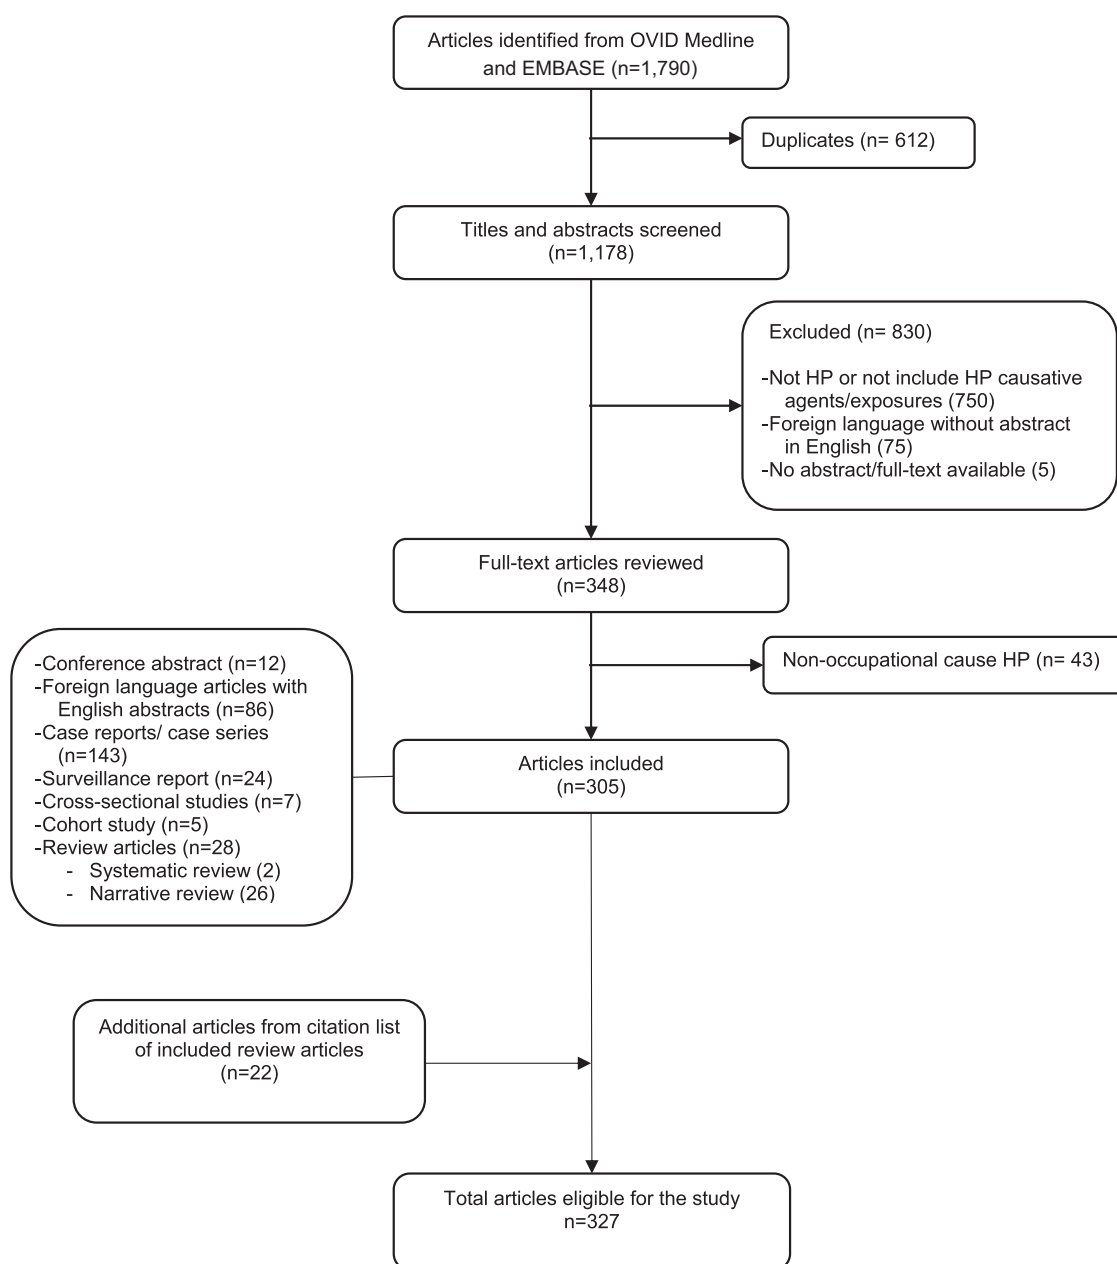 Articles identified from OVID Medline
and EMBASE (n=1,790)
Duplicates (n= 612)
Titles and abstracts screened
(n=1,178)
Excluded (n= 830)
-Not HP or not include HP causative
agents/exposures (750)
-Foreign language without abstract
in English (75)
-No abstract/full-text available (5)
Full-text articles reviewed
(n=348)
Non-occupational cause HP (n= 43)
-Conference abstract (n=12)
-Foreign language articles with
English abstracts (n=86)
-Case reports/ case series
(n=143)
-Surveillance report (n=24)
-Cross-sectional studies (n=7)
-Cohort study (n=5)
-Review articles (n=28)
- Systematic review (2)
- Narrative review (26)
Articles included
(n=305)
Additional articles from citation list
of included review articles
(n=22)
Total articles eligible for the study
n=327